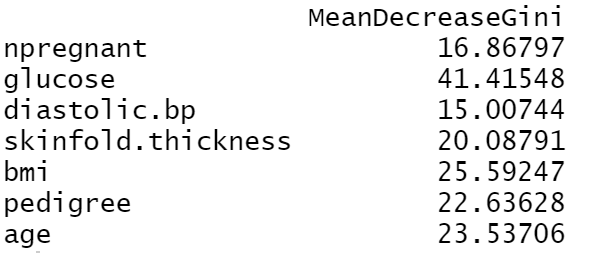 MeanDecreaseGini
npregnant 16.86797
glucose 41.41548
diastolic.bp 15.00744
skinfold.thickness 20.08791
bmi 25.59247
pedigree 22.63628
age 23.53706